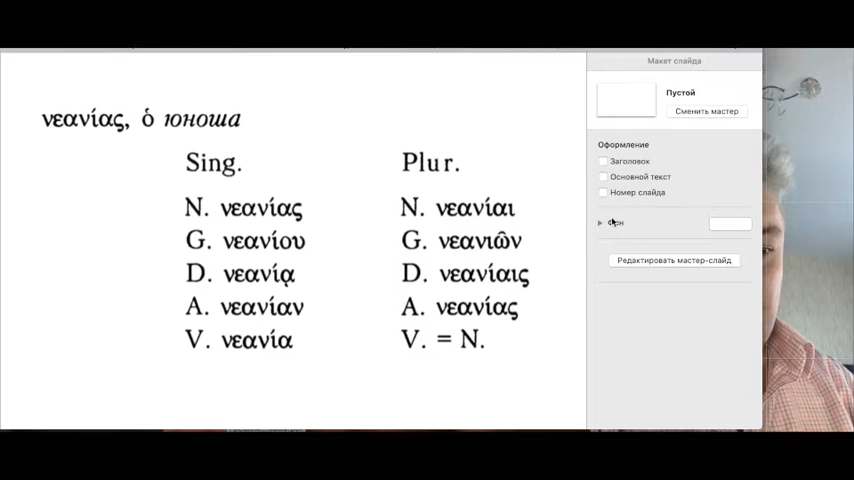 νεανίας, ὁ юноша
Sing. Plur.
N. νεανίας N. νεανίαι
G. νεανίου G. νεανιῶν
D. νεανίᾳ D. νεανίαις
A. νεανίαν A. νεανίας
V. νεανία V. = N.
Макет слайда
Пустой
Сменить мастер
Оформление
Заголовок
Основной текст
Номер слайда
Редактировать мастер-слайд